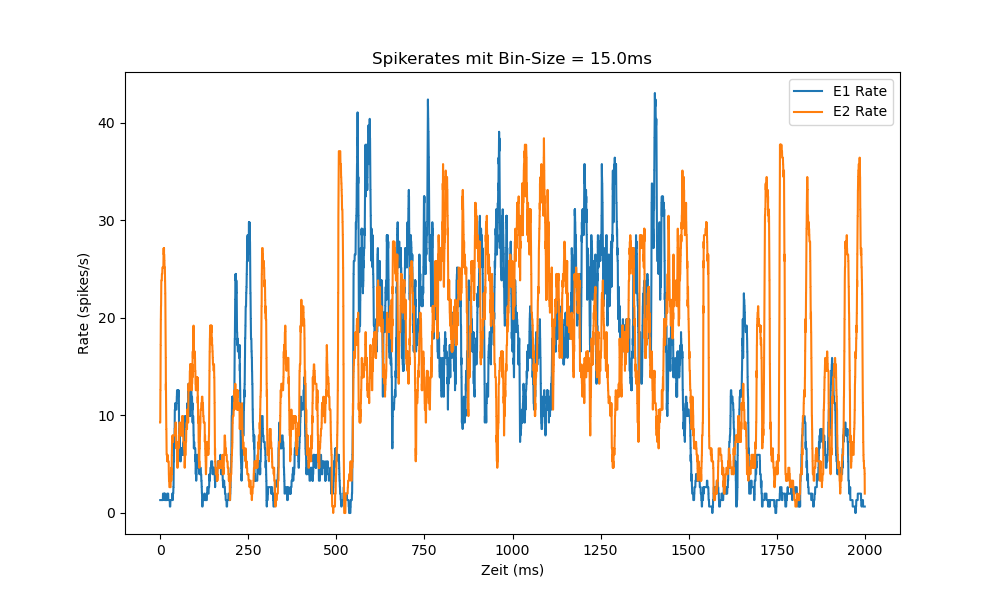 Spikerates mit Bin-Size = 15.0ms
E1 Rate
E2 Rate
Rate (spikes/s)
40
30
20
10
0
0 250 500 750 1000 1250 1500 1750 2000
Zeit (ms)